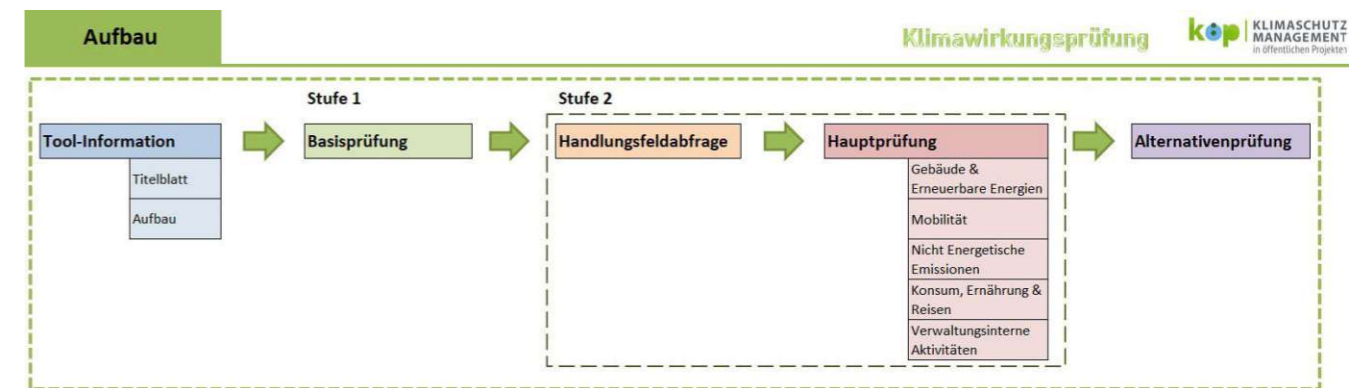 Aufbau
Klimawirkungsprüfung
köp
KLIMASCHUTZ
MANAGEMENT
in öffentlichen Projekten
Stufe 1
Stufe 2
Tool-Information
Basisprüfung
Handlungsfeldabfrage
Hauptprüfung
Alternativenprüfung
Titelblatt
Aufbau
Gebäude &
Erneuerbare Energien
Mobilität
Nicht Energetische
Emissionen
Konsum, Ernährung &
Reisen
Verwaltungsinterne
Aktivitäten